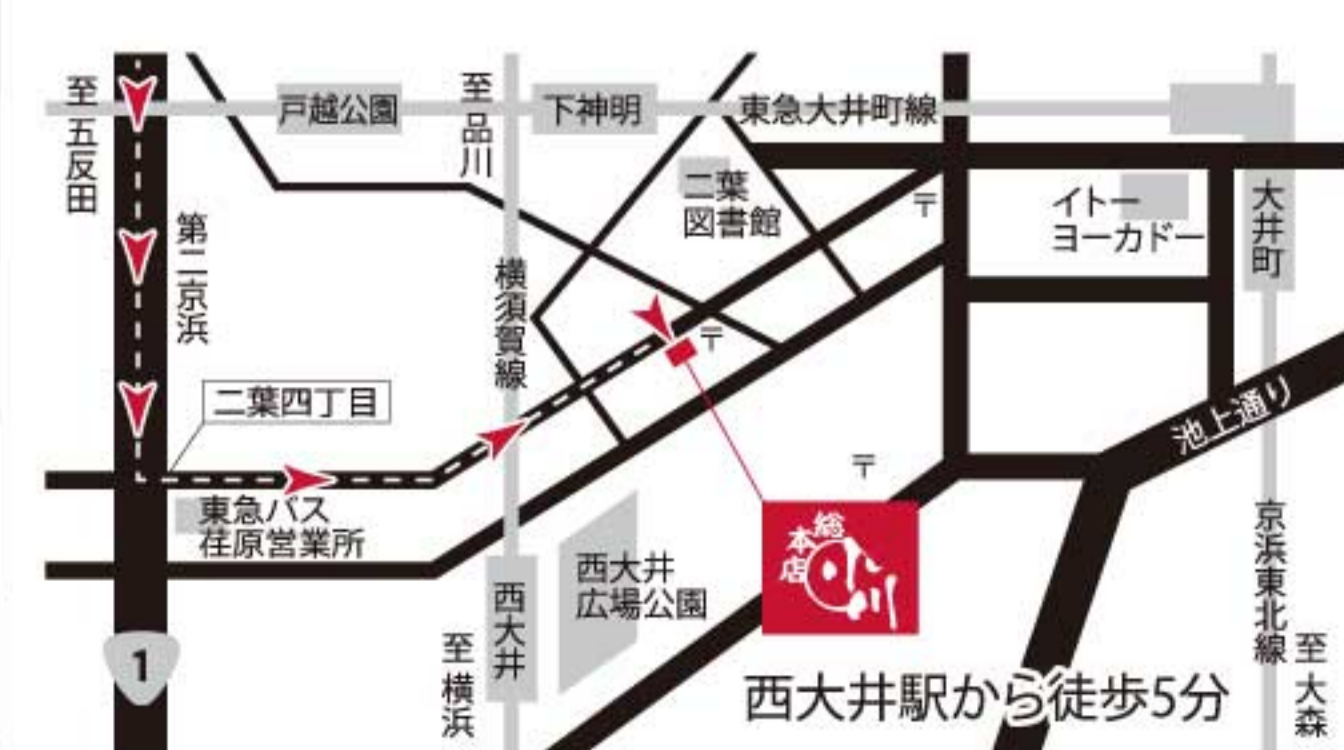 至五反田
戸越公園
至品川
下神明
東急大井町線
第二京浜
二葉
図書館
〒
イトー
ヨーカドー
大井町
横須賀線
〒
二葉四丁目
池上通り
〒
東急バス
荏原営業所
総本店
西大井
広場公園
西大井
京浜東北線
1
至横浜
至大森
西大井駅から徒歩5分